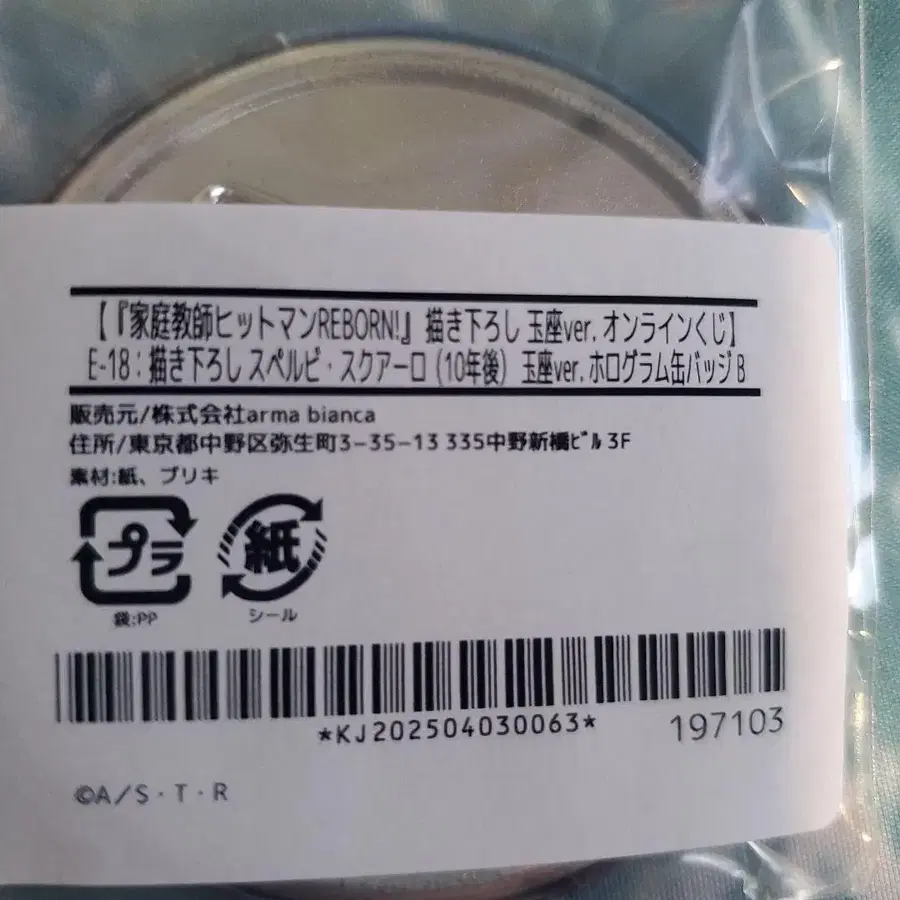 【『家庭教師ヒットマンREBORN!』 描き下ろし 玉座ver. オンラインくじ】
E-18：描き下ろし スペルビ・スクアーロ (10年後) 玉座ver. ホログラム缶バッジ B
販売元/株式会社arma bianca
住所/東京都中野区弥生町3-35-13 335中野新橋ﾋﾞﾙ 3F
素材:紙、ブリキ
プラ 紙
袋:PP シール
*KJ202504030063* 197103
©A/S・T・R